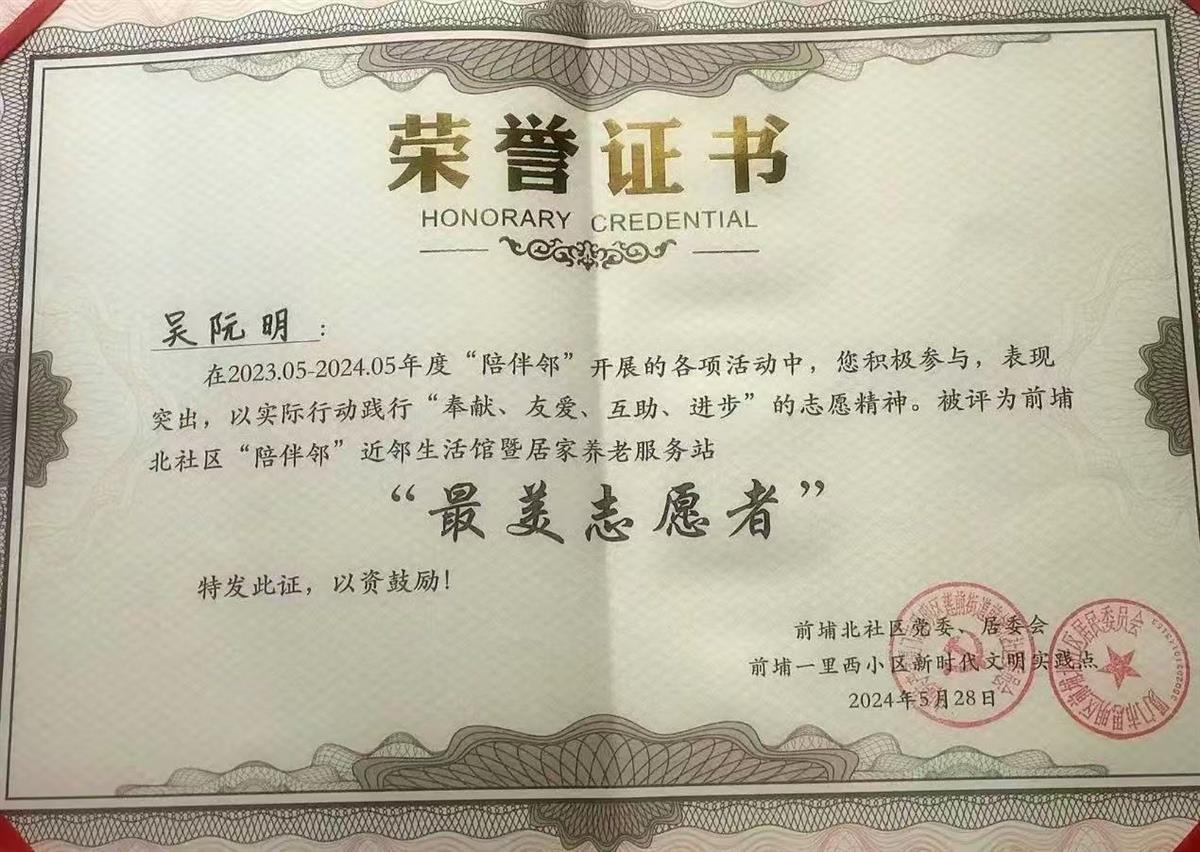 荣誉证书
HONORARY CREDENTIAL
吴阮明：
在2023.05-2024.05年度“陪伴邻”开展的各项活动中，您积极参与，表现
突出，以实际行动践行“奉献、友爱、互助、进步”的志愿精神。被评为前埔
北社区“陪伴邻”近邻生活馆暨居家养老服务站
“最美志愿者”
特发此证，以资鼓励！
前埔北社区党委、居委会
前埔一里西小区新时代文明实践点
2024年5月28日